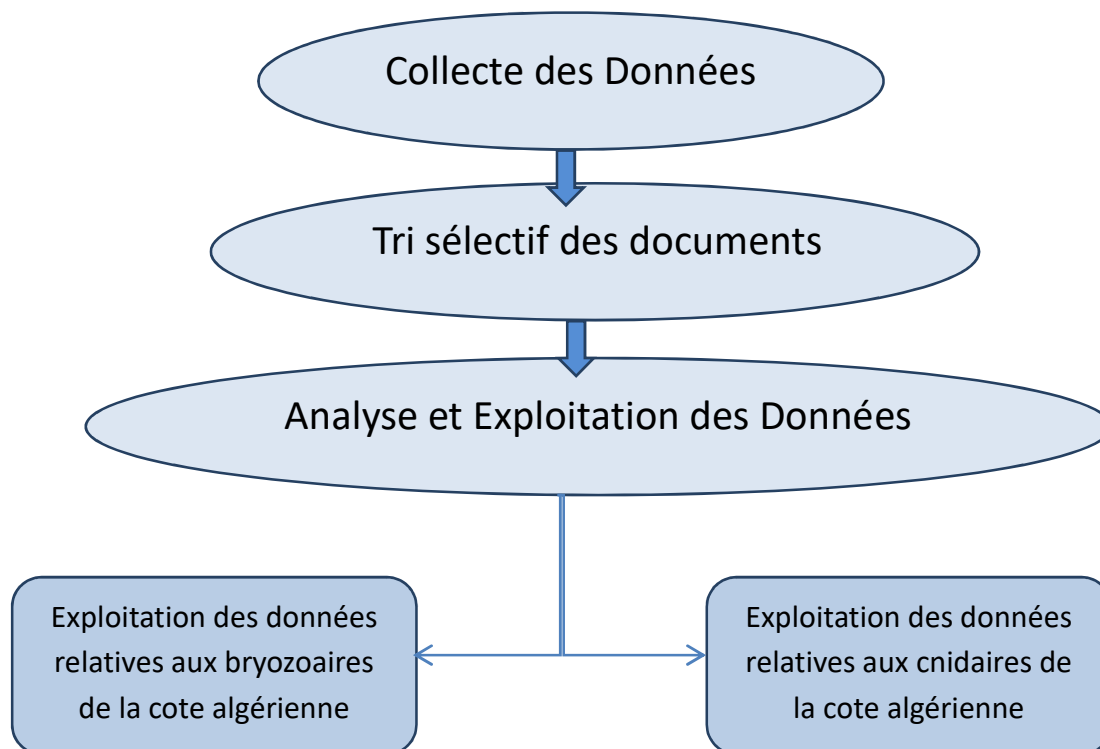 Collecte des Données
Tri sélectif des documents
Analyse et Exploitation des Données
Exploitation des données
relatives aux bryozoaires
de la cote algérienne
Exploitation des données
relatives aux cnidaires de
la cote algérienne